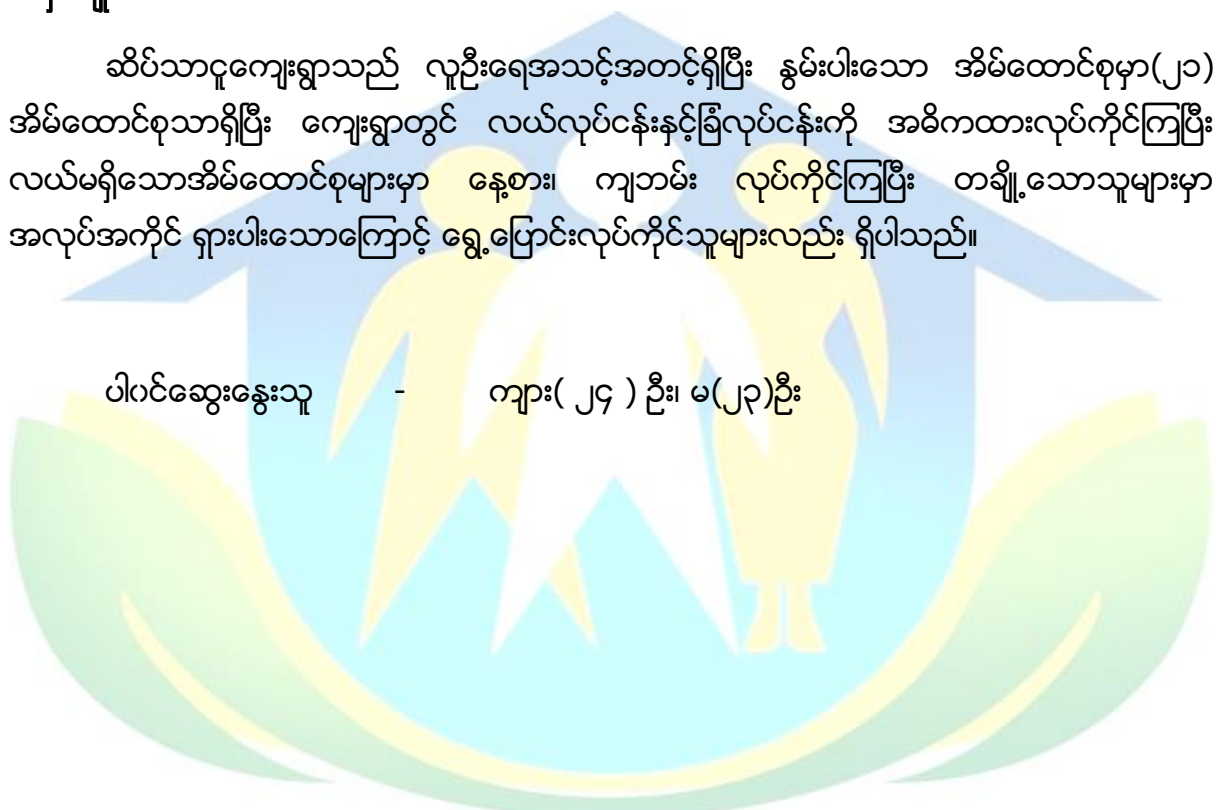 ဆိပ်သာငူကျေးရွာသည် လူဦးရေအသင့်အတင့်ရှိပြီး နွမ်းပါးသော အိမ်ထောင်စုမှာ(၂၁)
အိမ်ထောင်စုသာရှိပြီး ကျေးရွာတွင် လယ်လုပ်ငန်းနှင့်ခြံလုပ်ငန်းကို အဓိကထားလုပ်ကိုင်ကြပြီး
လယ်မရှိသောအိမ်ထောင်စုများမှာ နေ့စား၊ ကျဘမ်း လုပ်ကိုင်ကြပြီး တချို့သောသူများမှာ
အလုပ်အကိုင် ရှားပါးသောကြောင့် ရွေ့ပြောင်းလုပ်ကိုင်သူများလည်း ရှိပါသည်။
ပါဂင်ဆွေးနွေးသူ - ကျား( ၂၄ ) ဦး၊ မ(၂၃)ဦး